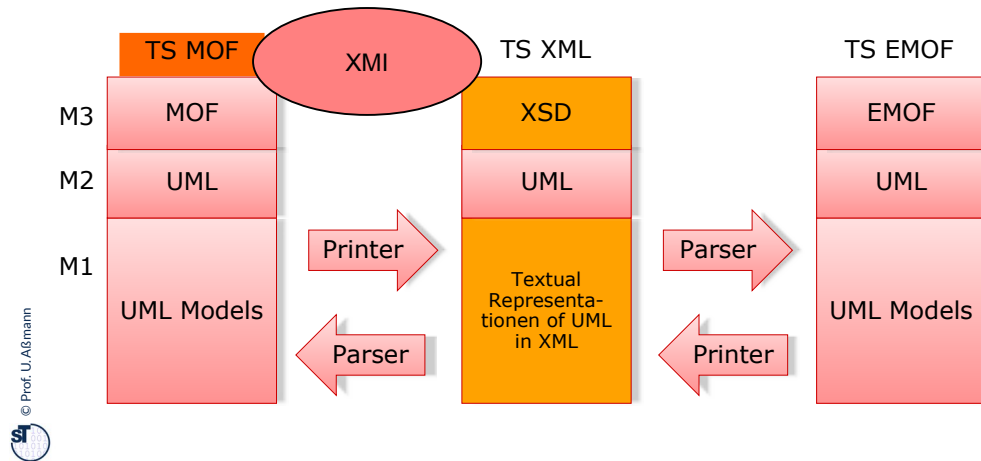 TS MOF
XMI
TS XML
TS EMOF
M3
MOF
XSD
EMOF
M2
UML
UML
UML
M1
Printer
Parser
UML Models
Textual
Representa-
tionen of UML
in XML
UML Models
Parser
Printer
© Prof. U. Aßmann
ST